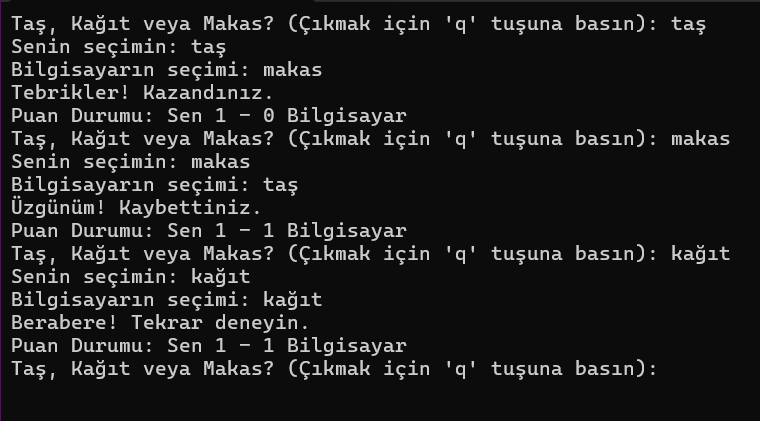 Taş, Kağıt veya Makas? (Çıkmak için 'q' tuşuna basın): taş
Senin seçimin: taş
Bilgisayarın seçimi: makas
Tebrikler! Kazandınız.
Puan Durumu: Sen 1 - 0 Bilgisayar
Taş, Kağıt veya Makas? (Çıkmak için 'q' tuşuna basın): makas
Senin seçimin: makas
Bilgisayarın seçimi: taş
Üzgünüm! Kaybettiniz.
Puan Durumu: Sen 1 - 1 Bilgisayar
Taş, Kağıt veya Makas? (Çıkmak için 'q' tuşuna basın): kağıt
Senin seçimin: kağıt
Bilgisayarın seçimi: kağıt
Berabere! Tekrar deneyin.
Puan Durumu: Sen 1 - 1 Bilgisayar
Taş, Kağıt veya Makas? (Çıkmak için 'q' tuşuna basın):